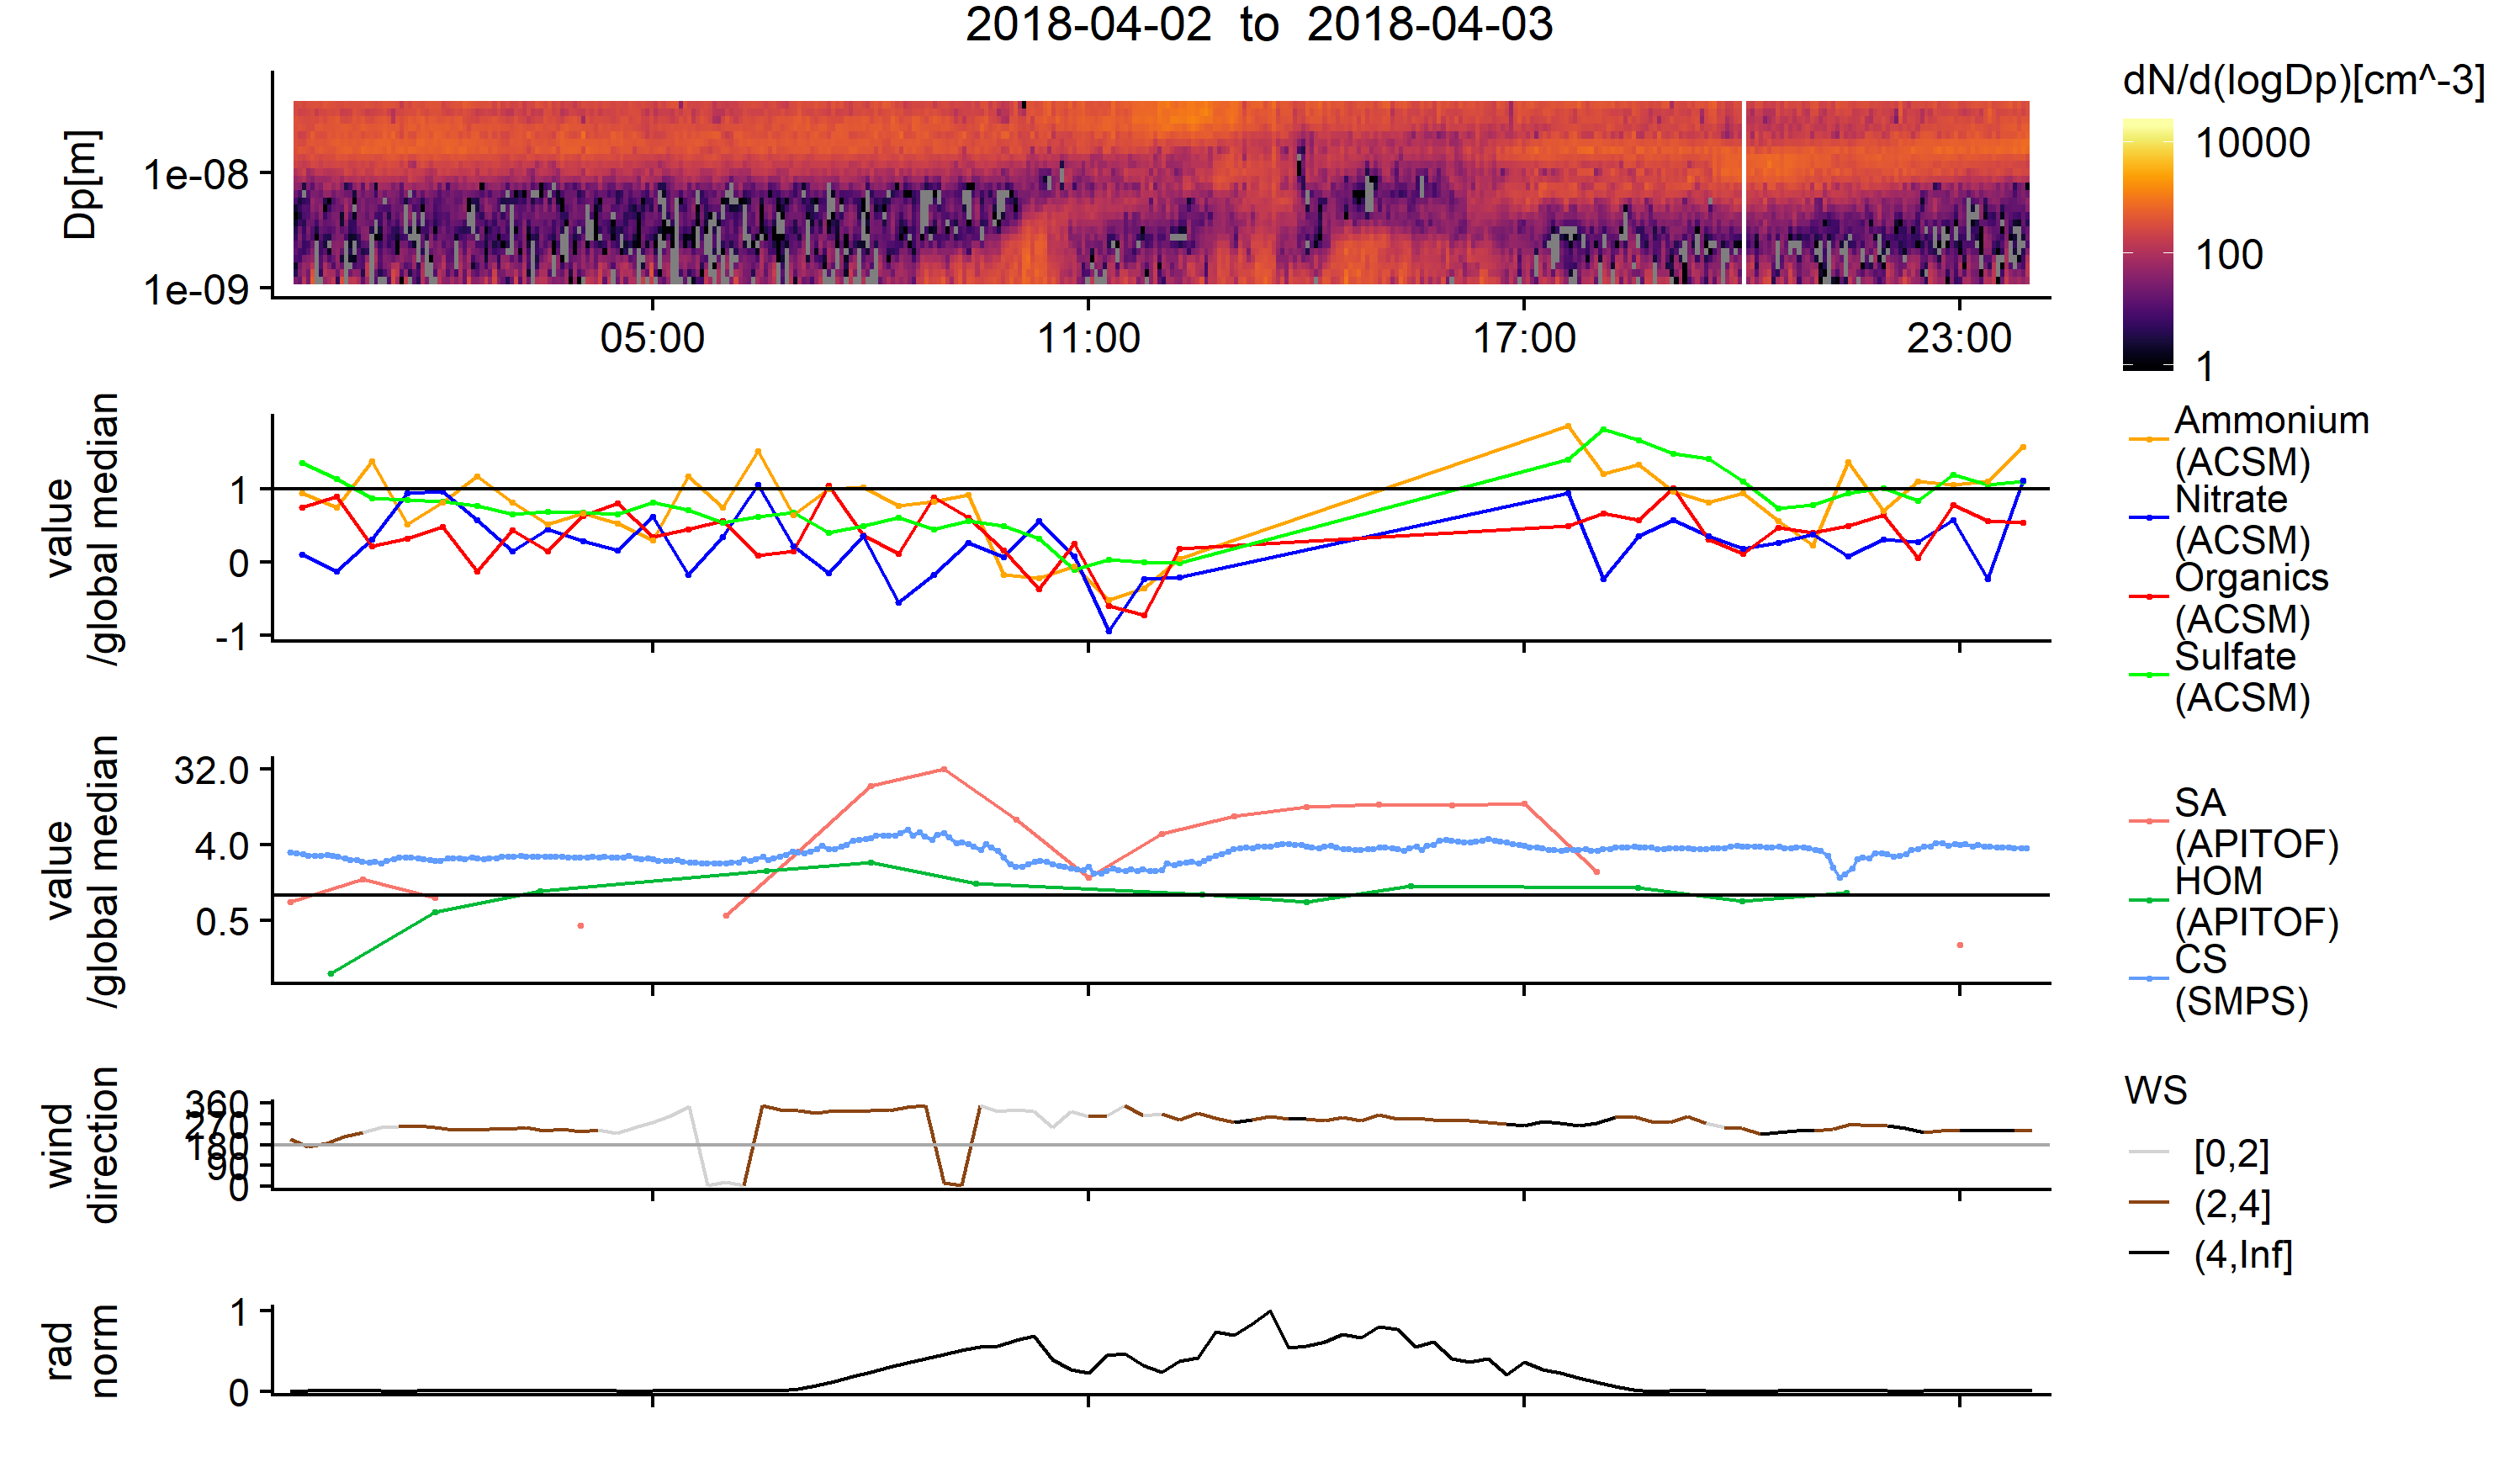 2018-04-02 to 2018-04-03
Dp[m]
1e-08
1e-09
05:00
11:00
17:00
23:00
dN/d(logDp)[cm^-3]
10000
100
1
value
/global median
1
0
-1
Ammonium
(ACSM)
Nitrate
(ACSM)
Organics
(ACSM)
Sulfate
(ACSM)
value
/global median
32.0
4.0
0.5
SA
(APITOF)
HOM
(APITOF)
CS
(SMPS)
wind
direction
360
270
180
90
0
WS
[0,2]
(2,4]
(4,Inf]
rad
norm
1
0